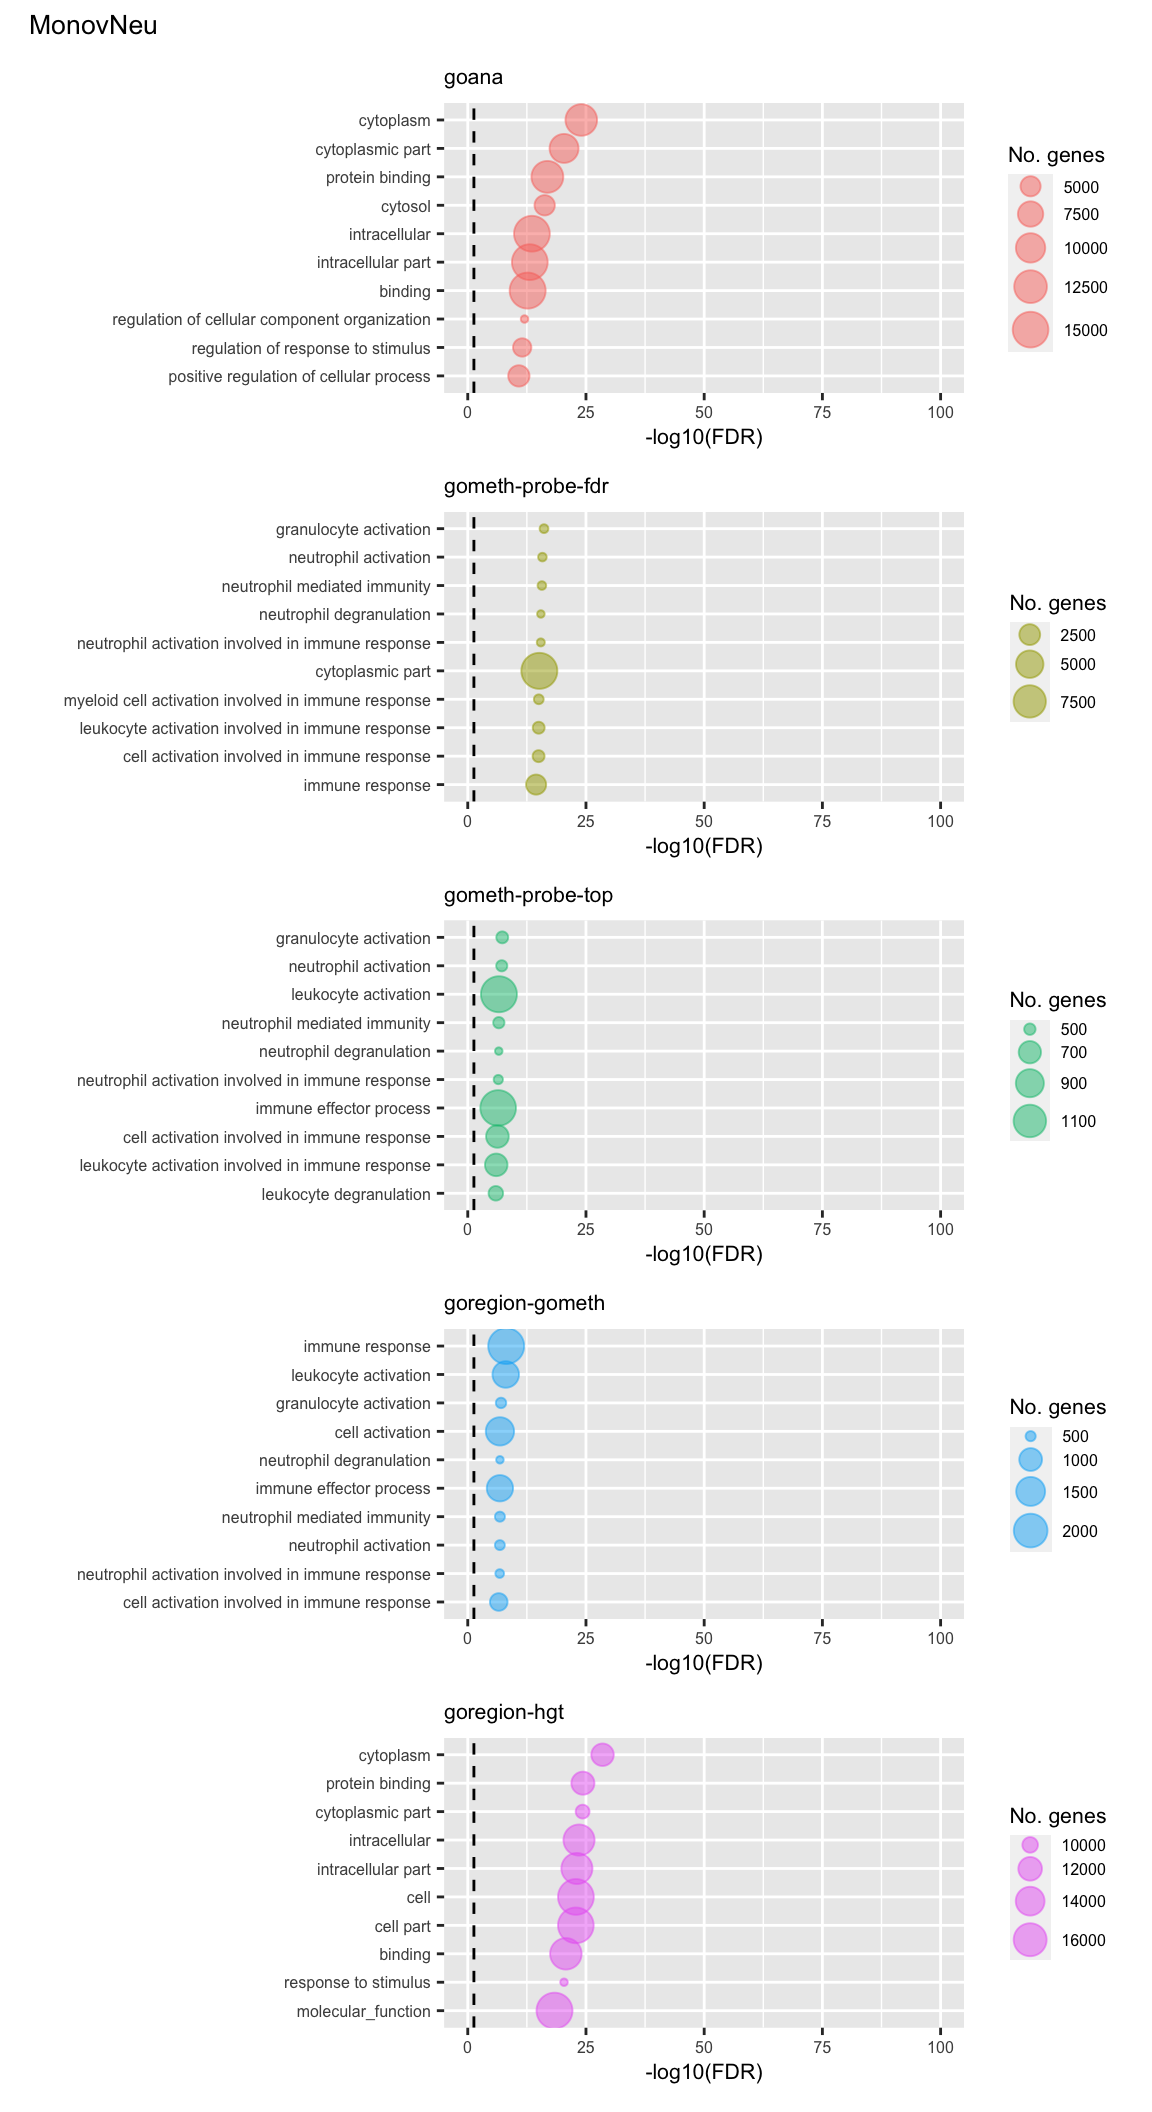 MonovNeu
goana
cytoplasm
cytoplasmic part
protein binding
cytosol
intracellular
intracellular part
binding
regulation of cellular component organization
regulation of response to stimulus
positive regulation of cellular process
0 25 50 75 100
-log10(FDR)
No. genes
5000
7500
10000
12500
15000
gometh-probe-fdr
granulocyte activation
neutrophil activation
neutrophil mediated immunity
neutrophil degranulation
neutrophil activation involved in immune response
cytoplasmic part
myeloid cell activation involved in immune response
leukocyte activation involved in immune response
cell activation involved in immune response
immune response
0 25 50 75 100
-log10(FDR)
No. genes
2500
5000
7500
gometh-probe-top
granulocyte activation
neutrophil activation
leukocyte activation
neutrophil mediated immunity
neutrophil degranulation
neutrophil activation involved in immune response
immune effector process
cell activation involved in immune response
leukocyte activation involved in immune response
leukocyte degranulation
0 25 50 75 100
-log10(FDR)
No. genes
500
700
900
1100
goregion-gometh
immune response
leukocyte activation
granulocyte activation
cell activation
neutrophil degranulation
immune effector process
neutrophil mediated immunity
neutrophil activation
neutrophil activation involved in immune response
cell activation involved in immune response
0 25 50 75 100
-log10(FDR)
No. genes
500
1000
1500
2000
goregion-hgt
cytoplasm
protein binding
cytoplasmic part
intracellular
intracellular part
cell
cell part
binding
response to stimulus
molecular_function
0 25 50 75 100
-log10(FDR)
No. genes
10000
12000
14000
16000